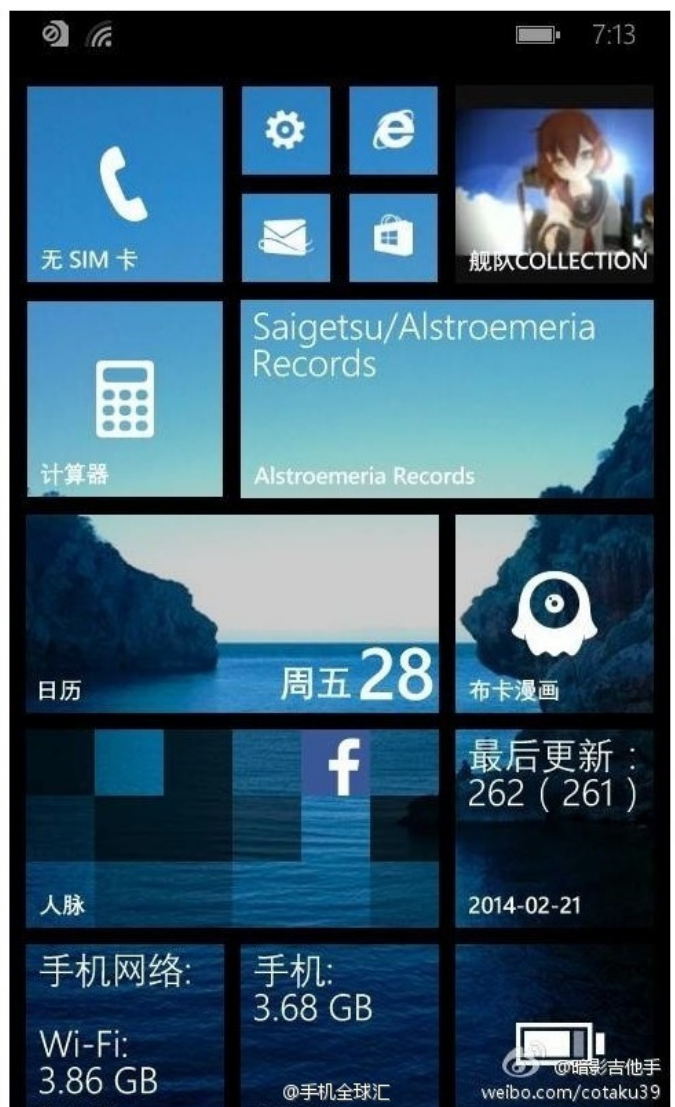 7:13
无 SIM 卡
舰队COLLECTION
计算器
Saigetsu/Alstroemeria
Records
Alstroemeria Records
日历
周五 28
布卡漫画
人脉
最后更新：
262（261）
2014-02-21
手机网络:
Wi-Fi:
3.86 GB
手机:
3.68 GB
@手机全球汇
@暗影吉他手
weibo.com/cotaku39